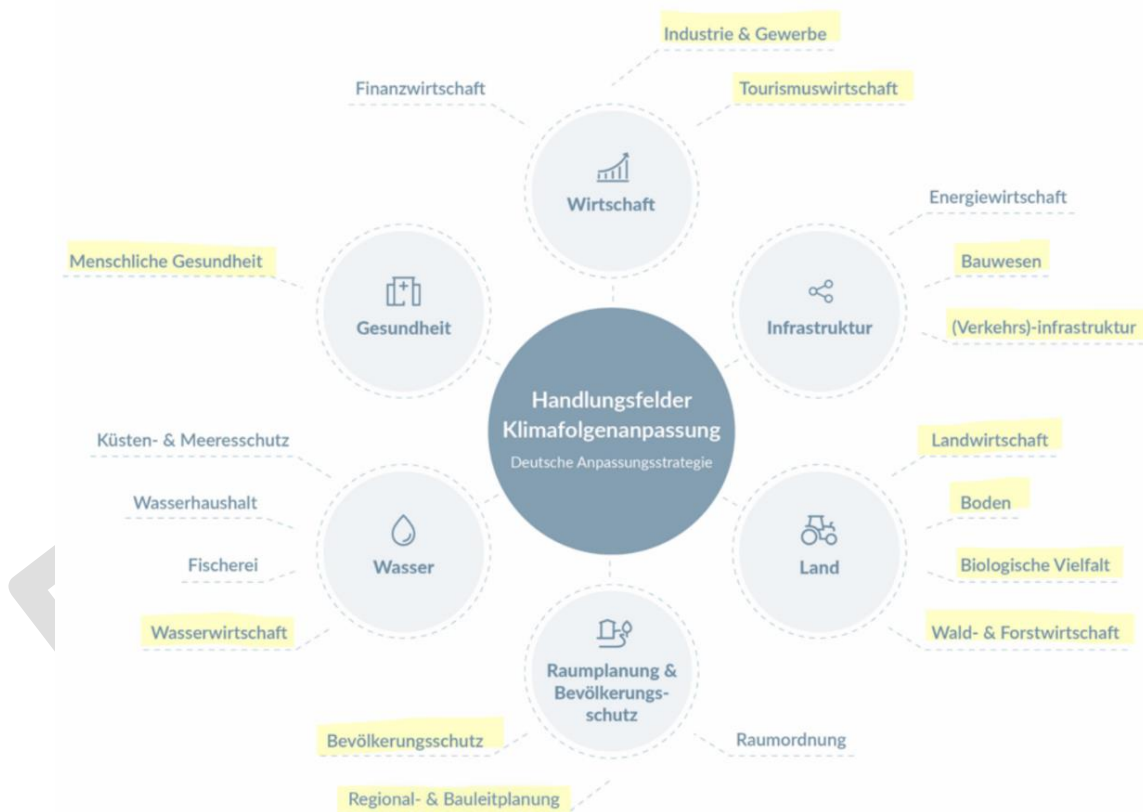 Industrie & Gewerbe
Finanzwirtschaft
Tourismuswirtschaft
Wirtschaft
Energiewirtschaft
Bauwesen
(Verkehrs)-infrastruktur
Infrastruktur
Menschliche Gesundheit
Gesundheit
Handlungsfelder
Klimafolgenanpassung
Deutsche Anpassungsstrategie
Küsten- & Meeresschutz
Wasserhaushalt
Fischerei
Wasserwirtschaft
Wasser
Landwirtschaft
Boden
Biologische Vielfalt
Wald- & Forstwirtschaft
Land
Raumplanung &
Bevölkerungs-
schutz
Bevölkerungsschutz
Raumordnung
Regional- & Bauleitplanung